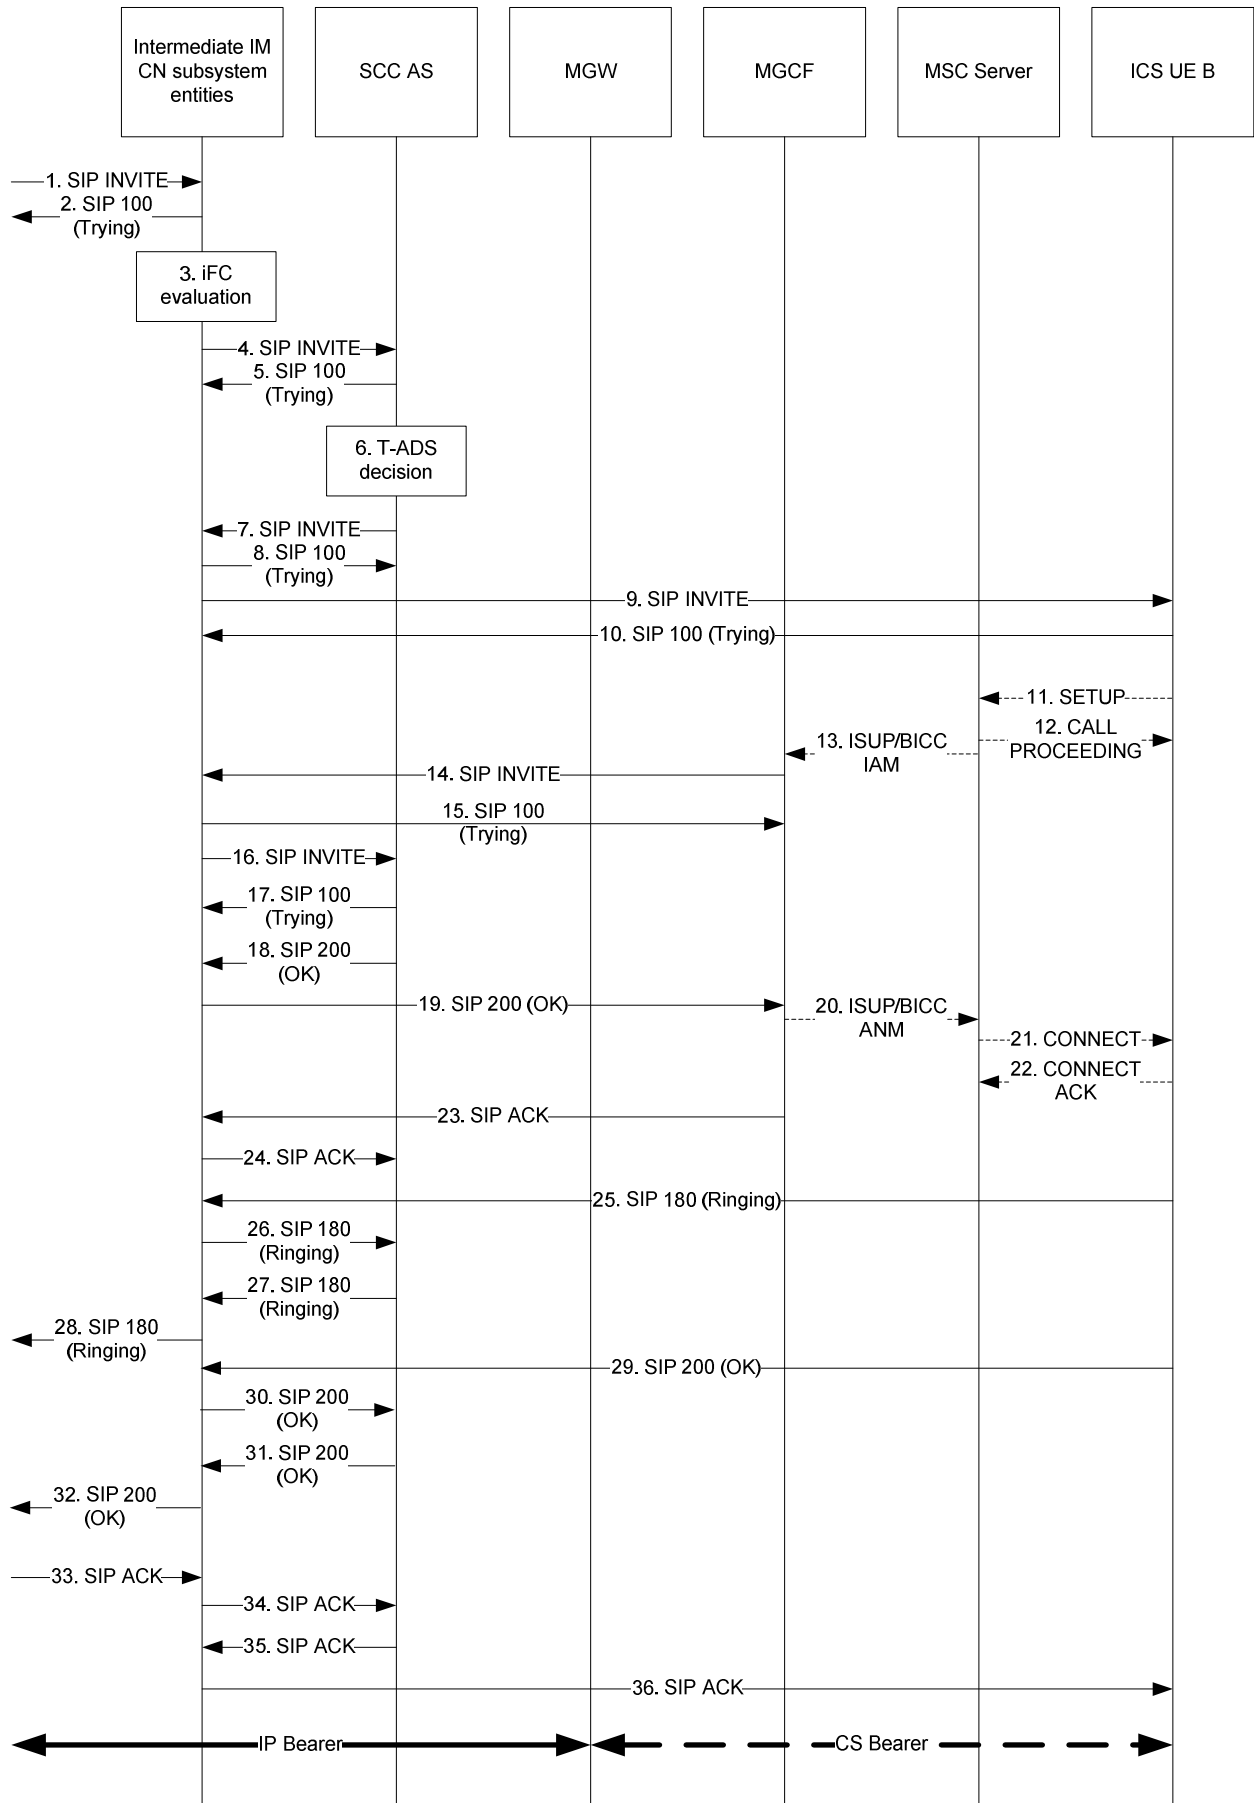 Intermediate IM
CN subsystem
entities
SCC AS
MGW
MGCF
MSC Server
ICS UE B
1. SIP INVITE
2. SIP 100
(Trying)
3. iFC
evaluation
4. SIP INVITE
5. SIP 100
(Trying)
6. T-ADS
decision
7. SIP INVITE
8. SIP 100
(Trying)
9. SIP INVITE
10. SIP 100 (Trying)
11. SETUP
12. CALL
PROCEEDING
13. ISUP/BICC
IAM
14. SIP INVITE
15. SIP 100
(Trying)
16. SIP INVITE
17. SIP 100
(Trying)
18. SIP 200
(OK)
19. SIP 200 (OK)
20. ISUP/BICC
ANM
21. CONNECT
22. CONNECT
ACK
23. SIP ACK
24. SIP ACK
25. SIP 180 (Ringing)
26. SIP 180
(Ringing)
27. SIP 180
(Ringing)
28. SIP 180
(Ringing)
29. SIP 200 (OK)
30. SIP 200
(OK)
31. SIP 200
(OK)
32. SIP 200
(OK)
33. SIP ACK
34. SIP ACK
35. SIP ACK
36. SIP ACK
IP Bearer
CS Bearer